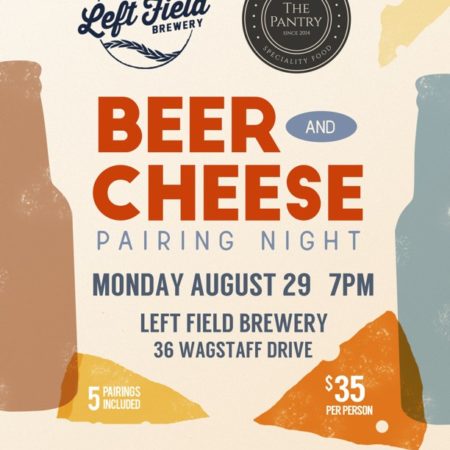 Left Field
BREWERY
THE
PANTRY
SINCE 2014
SPECIALITY FOOD
BEER AND
CHEESE
PAIRING NIGHT
MONDAY AUGUST 29 7PM
LEFT FIELD BREWERY
36 WAGSTAFF DRIVE
5 PAIRINGS
INCLUDED
$35
PER PERSON